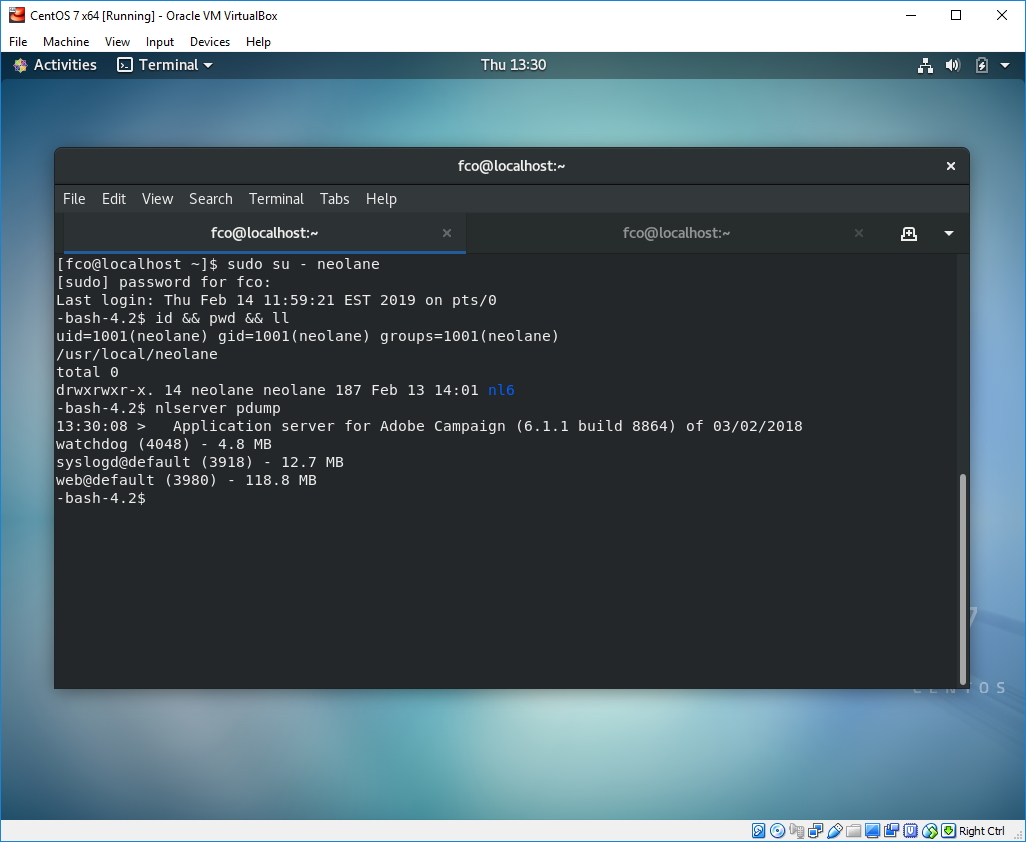 CentOS 7 x64 [Running] - Oracle VM VirtualBox
File Machine View Input Devices Help
Activities Terminal Thu 13:30
fco@localhost:~
File Edit View Search Terminal Tabs Help
fco@localhost:~ fco@localhost:~
[fco@localhost ~]$ sudo su - neolane
[sudo] password for fco:
Last login: Thu Feb 14 11:59:21 EST 2019 on pts/0
-bash-4.2$ id && pwd && ll
uid=1001(neolane) gid=1001(neolane) groups=1001(neolane)
/usr/local/neolane
total 0
drwxrwxr-x. 14 neolane neolane 187 Feb 13 14:01 nl6
-bash-4.2$ nlserver pdump
13:30:08 >   Application server for Adobe Campaign (6.1.1 build 8864) of 03/02/2018
watchdog (4048) - 4.8 MB
syslogd@default (3918) - 12.7 MB
web@default (3980) - 118.8 MB
-bash-4.2$
7
CENTOS
Right Ctrl